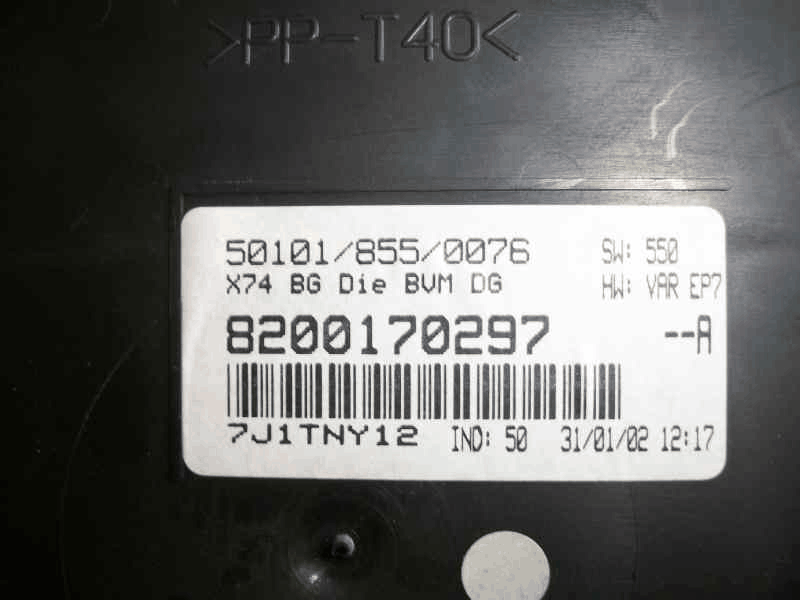 >PP-T40<
50101/855/0076 SW: 550
X74 BG Die BVM DG HW: VAR EP7
8200170297 --A
7J1TNY12 IND: 50 31/01/02 12:17